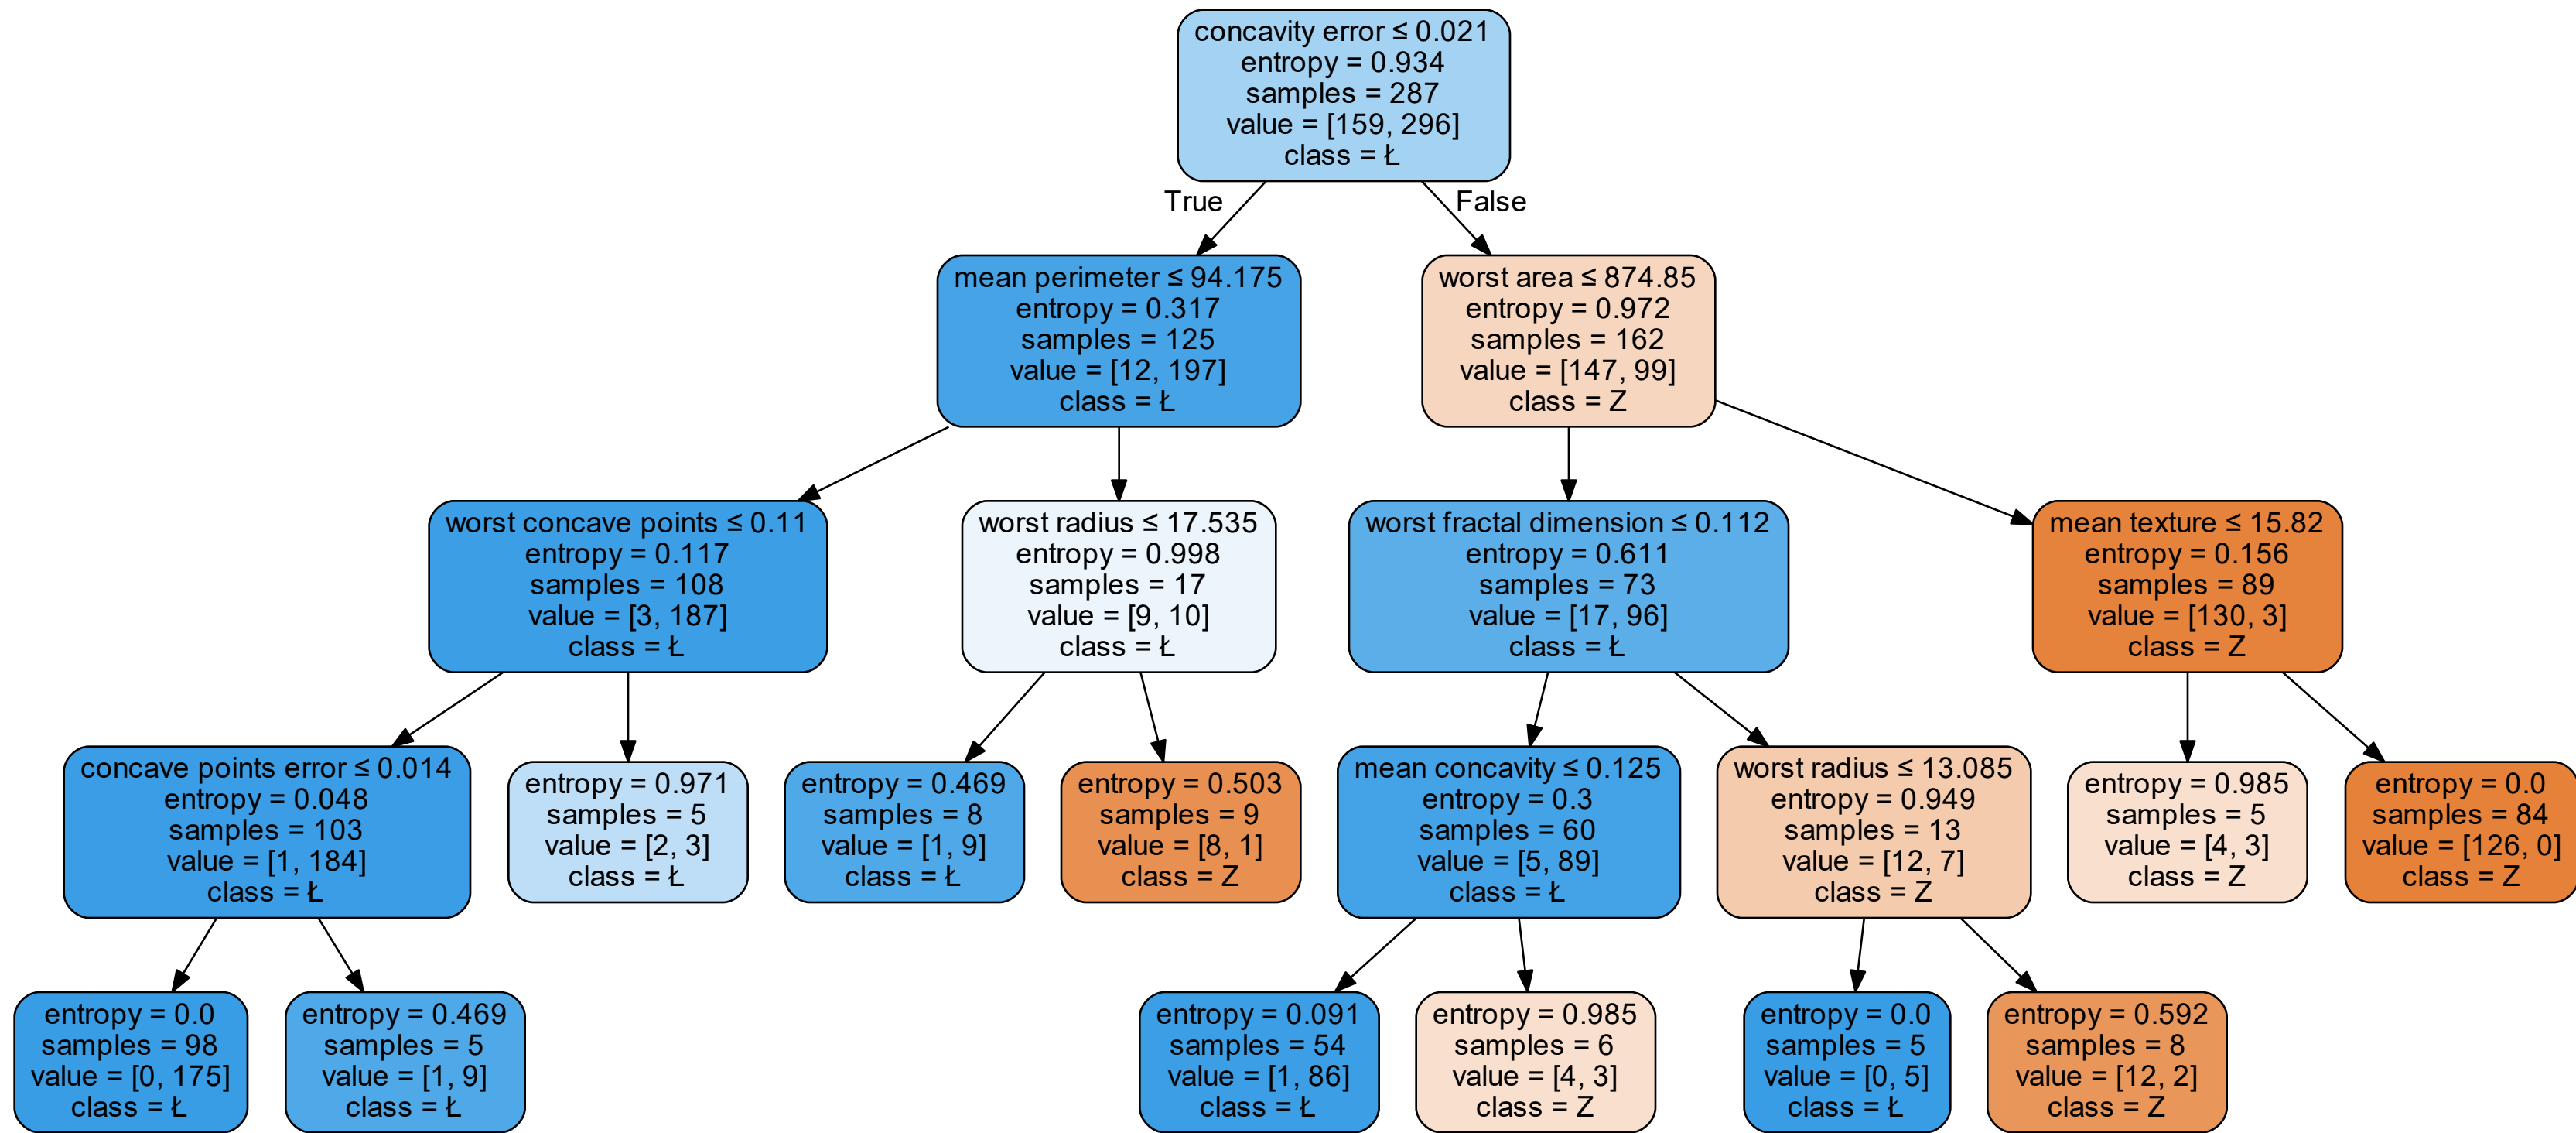 concavity error ≤ 0.021
entropy = 0.934
samples = 287
value = [159, 296]
class = Ł
True
False
mean perimeter ≤ 94.175
entropy = 0.317
samples = 125
value = [12, 197]
class = Ł
worst area ≤ 874.85
entropy = 0.972
samples = 162
value = [147, 99]
class = Z
worst concave points ≤ 0.11
entropy = 0.117
samples = 108
value = [3, 187]
class = Ł
worst radius ≤ 17.535
entropy = 0.998
samples = 17
value = [9, 10]
class = Ł
worst fractal dimension ≤ 0.112
entropy = 0.611
samples = 73
value = [17, 96]
class = Ł
mean texture ≤ 15.82
entropy = 0.156
samples = 89
value = [130, 3]
class = Z
concave points error ≤ 0.014
entropy = 0.048
samples = 103
value = [1, 184]
class = Ł
entropy = 0.971
samples = 5
value = [2, 3]
class = Ł
entropy = 0.469
samples = 8
value = [1, 9]
class = Ł
entropy = 0.503
samples = 9
value = [8, 1]
class = Z
mean concavity ≤ 0.125
entropy = 0.3
samples = 60
value = [5, 89]
class = Ł
worst radius ≤ 13.085
entropy = 0.949
samples = 13
value = [12, 7]
class = Z
entropy = 0.985
samples = 5
value = [4, 3]
class = Z
entropy = 0.0
samples = 84
value = [126, 0]
class = Z
entropy = 0.0
samples = 98
value = [0, 175]
class = Ł
entropy = 0.469
samples = 5
value = [1, 9]
class = Ł
entropy = 0.091
samples = 54
value = [1, 86]
class = Ł
entropy = 0.985
samples = 6
value = [4, 3]
class = Z
entropy = 0.0
samples = 5
value = [0, 5]
class = Ł
entropy = 0.592
samples = 8
value = [12, 2]
class = Z